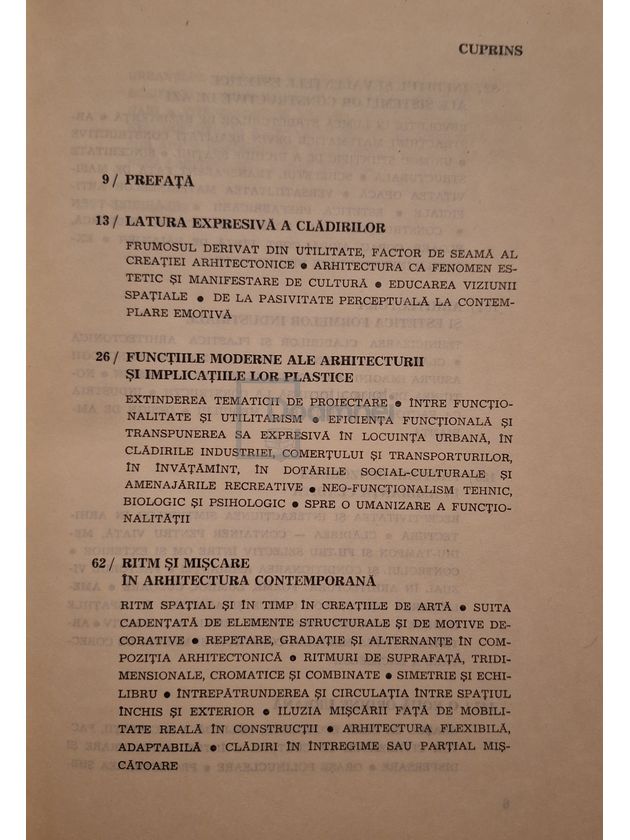 CUPRINS
9/ PREFAȚĂ
13/ LATURA EXPRESIVĂ A CLĂDIRILOR
FRUMOSUL DERIVAT DIN UTILITATE, FACTOR DE SEAMĂ AL
CREAȚIEI ARHITECTONICE ● ARHITECTURA CA FENOMEN ES-
TETIC ȘI MANIFESTARE DE CULTURĂ ● EDUCAREA VIZIUNII
SPAȚIALE ● DE LA PASIVITATE PERCEPTUALĂ LA CONTEM-
PLARE EMOTIVĂ
26/ FUNCȚIILE MODERNE ALE ARHITECTURII
ȘI IMPLICAȚIILE LOR PLASTICE
EXTINDEREA TEMATICII DE PROIECTARE ● ÎNTRE FUNCȚIO-
NALITATE ȘI UTILITARISM ● EFICIENȚA FUNCȚIONALĂ ȘI
TRANSPUNEREA SA EXPRESIVĂ ÎN LOCUINȚA URBANĂ, ÎN
CLĂDIRILE INDUSTRIEI, COMERȚULUI ȘI TRANSPORTURILOR,
ÎN ÎNVĂȚĂMÎNT, ÎN DOTĂRILE SOCIAL-CULTURALE ȘI
AMENAJĂRILE RECREATIVE ● NEO-FUNCȚIONALISM TEHNIC,
BIOLOGIC ȘI PSIHOLOGIC ● SPRE O UMANIZARE A FUNCȚIO-
NALITĂȚII
62/ RITM ȘI MIȘCARE
ÎN ARHITECTURA CONTEMPORANĂ
RITM SPAȚIAL ȘI ÎN TIMP ÎN CREAȚIILE DE ARTĂ ● SUITA
CADENȚATĂ DE ELEMENTE STRUCTURALE ȘI DE MOTIVE DE-
CORATIVE ● REPETARE, GRADAȚIE ȘI ALTERNANȚE ÎN COM-
POZIȚIA ARHITECTONICĂ ● RITMURI DE SUPRAFAȚĂ, TRIDI-
MENSIONALE, CROMATICE ȘI COMBINATE ● SIMETRIE ȘI ECHI-
LIBRU ● ÎNTREPĂTRUNDEREA ȘI CIRCULAȚIA ÎNTRE SPAȚIUL
ÎNCHIS ȘI EXTERIOR ● ILUZIA MIȘCĂRII FAȚĂ DE MOBILI-
TATE REALĂ ÎN CONSTRUCȚII ● ARHITECTURA FLEXIBILĂ,
ADAPTABILĂ ● CLĂDIRI ÎN ÎNTREGIME SAU PARȚIAL MIȘ-
CĂTOARE